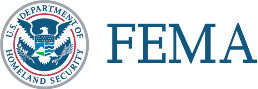 U.S. DEPARTMENT OF
HOMELAND SECURITY
FEMA